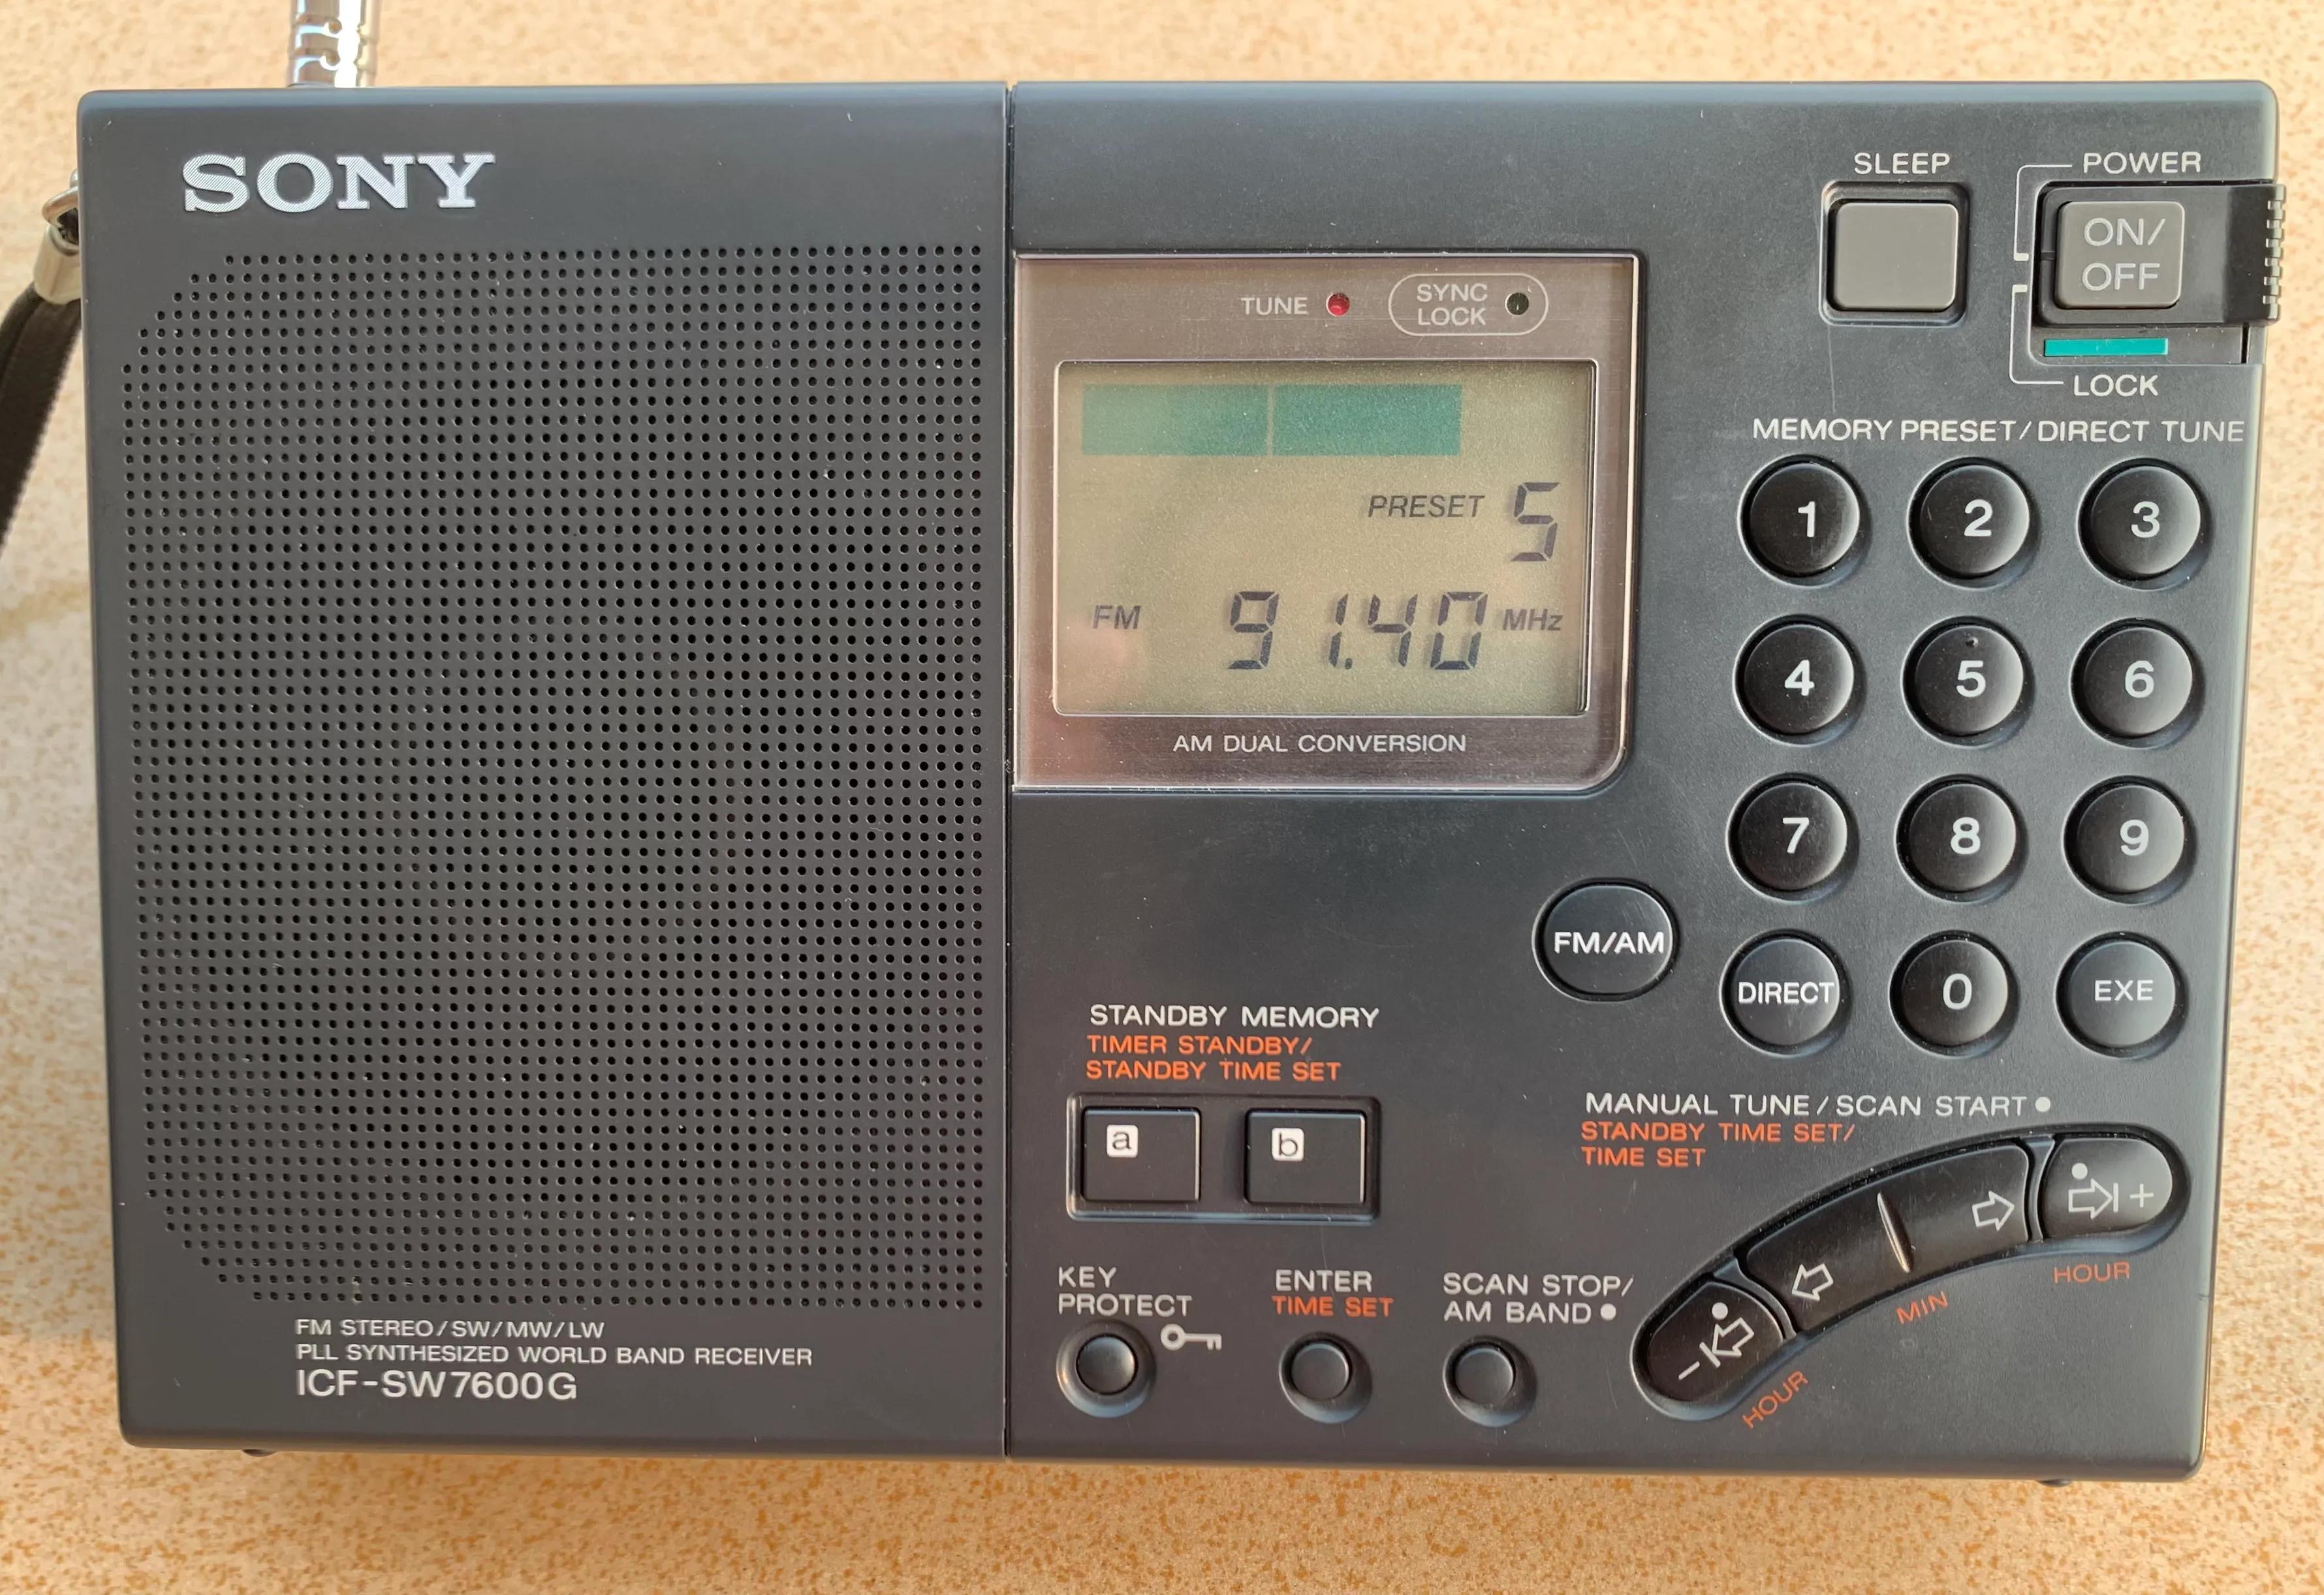 SONY
SLEEP
POWER
ON/
OFF
LOCK
TUNE
SYNC
LOCK
PRESET 5
FM 91.40 MHz
AM DUAL CONVERSION
MEMORY PRESET/DIRECT TUNE
1 2 3
4 5 6
7 8 9
FM/AM
DIRECT 0 EXE
STANDBY MEMORY
TIMER STANDBY/
STANDBY TIME SET
a b
MANUAL TUNE/SCAN START
STANDBY TIME SET/
TIME SET
+
HOUR
MIN
HOUR
KEY
PROTECT
ENTER
TIME SET
SCAN STOP/
AM BAND
FM STEREO/SW/MW/LW
PLL SYNTHESIZED WORLD BAND RECEIVER
ICF-SW7600G